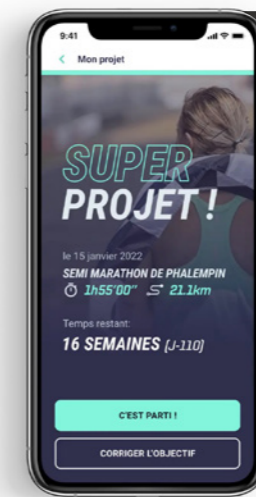 9:41
Mon projet
SUPER
PROJET !
le 15 janvier 2022
SEMI MARATHON DE PHALEMPIN
1h55'00" 21.1km
Temps restant:
16 SEMAINES (J-110)
C'EST PARTI !
CORRIGER L'OBJECTIF